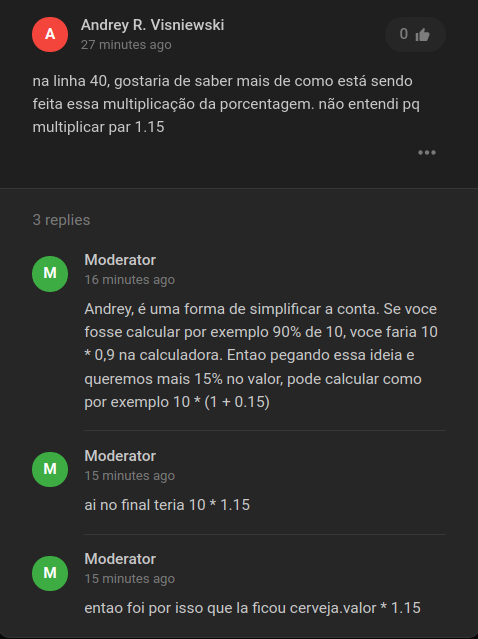 A
Andrey R. Visniewski
27 minutes ago
0
na linha 40, gostaria de saber mais de como está sendo
feita essa multiplicação da porcentagem. não entendi pq
multiplicar par 1.15
3 replies
M
Moderator
16 minutes ago
Andrey, é uma forma de simplificar a conta. Se voce
fosse calcular por exemplo 90% de 10, voce faria 10
* 0,9 na calculadora. Entao pegando essa ideia e
queremos mais 15% no valor, pode calcular como
por exemplo 10 * (1 + 0.15)
M
Moderator
15 minutes ago
ai no final teria 10 * 1.15
M
Moderator
15 minutes ago
entao foi por isso que la ficou cerveja.valor * 1.15